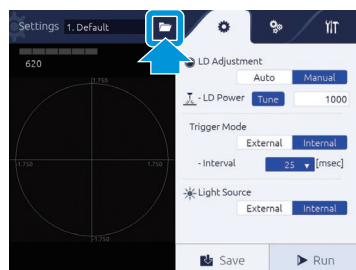 Settings 1. Default
620
1.750
-1.750 1.750
-1.750
LD Adjustment
Auto Manual
- LD Power Tune 1000
Trigger Mode
External Internal
- Interval 25 [msec]
Light Source
External Internal
Save Run